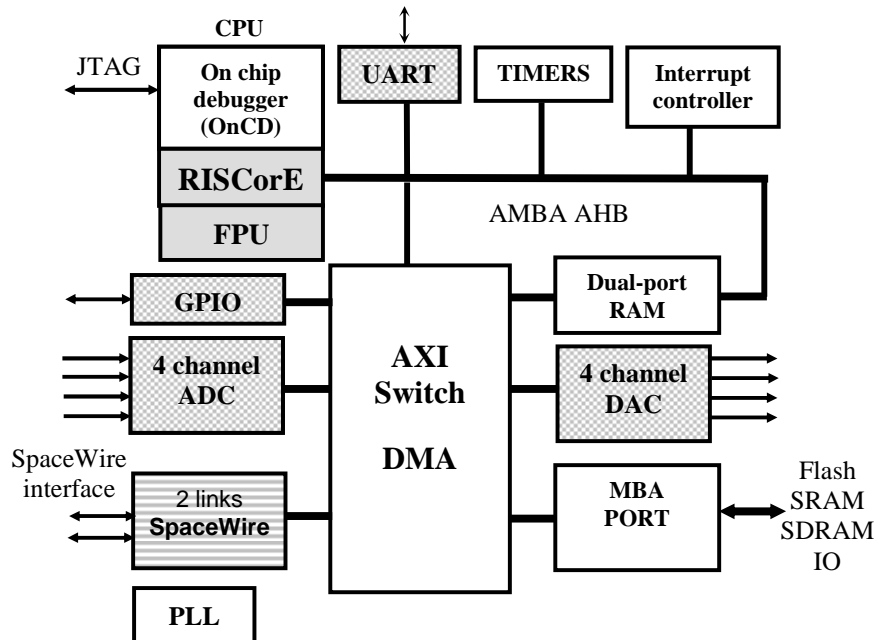 CPU
JTAG
On chip
debugger
(OnCD)
RISCorE
FPU
UART
TIMERS
Interrupt
controller
AMBA AHB
GPIO
4 channel
ADC
SpaceWire
interface
2 links
SpaceWire
PLL
AXI
Switch
DMA
Dual-port
RAM
4 channel
DAC
MBA
PORT
Flash
SRAM
SDRAM
IO